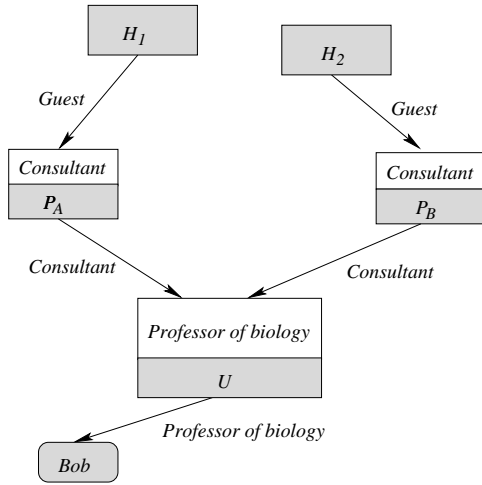 H1
H2
Guest
Guest
Consultant
Consultant
PA
PB
Consultant
Consultant
Professor of biology
U
Professor of biology
Bob